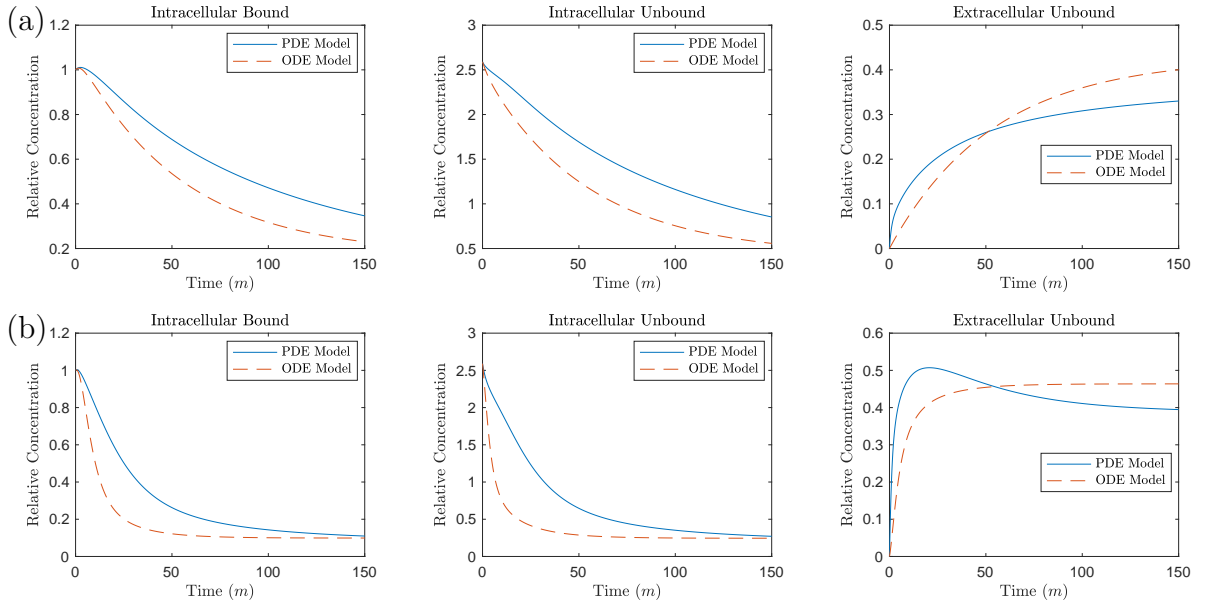 (a)
Intracellular Bound
Relative Concentration
1.2
1
0.8
0.6
0.4
0.2
0
50
100
150
Time (m)
PDE Model
ODE Model
Intracellular Unbound
Relative Concentration
3
2.5
2
1.5
1
0.5
0
50
100
150
Time (m)
PDE Model
ODE Model
Extracellular Unbound
Relative Concentration
0.5
0.4
0.3
0.2
0.1
0
0
50
100
150
Time (m)
PDE Model
ODE Model
(b)
Intracellular Bound
Relative Concentration
1.2
1
0.8
0.6
0.4
0.2
0
0
50
100
150
Time (m)
PDE Model
ODE Model
Intracellular Unbound
Relative Concentration
3
2.5
2
1.5
1
0.5
0
0
50
100
150
Time (m)
PDE Model
ODE Model
Extracellular Unbound
Relative Concentration
0.6
0.5
0.4
0.3
0.2
0.1
0
0
50
100
150
Time (m)
PDE Model
ODE Model